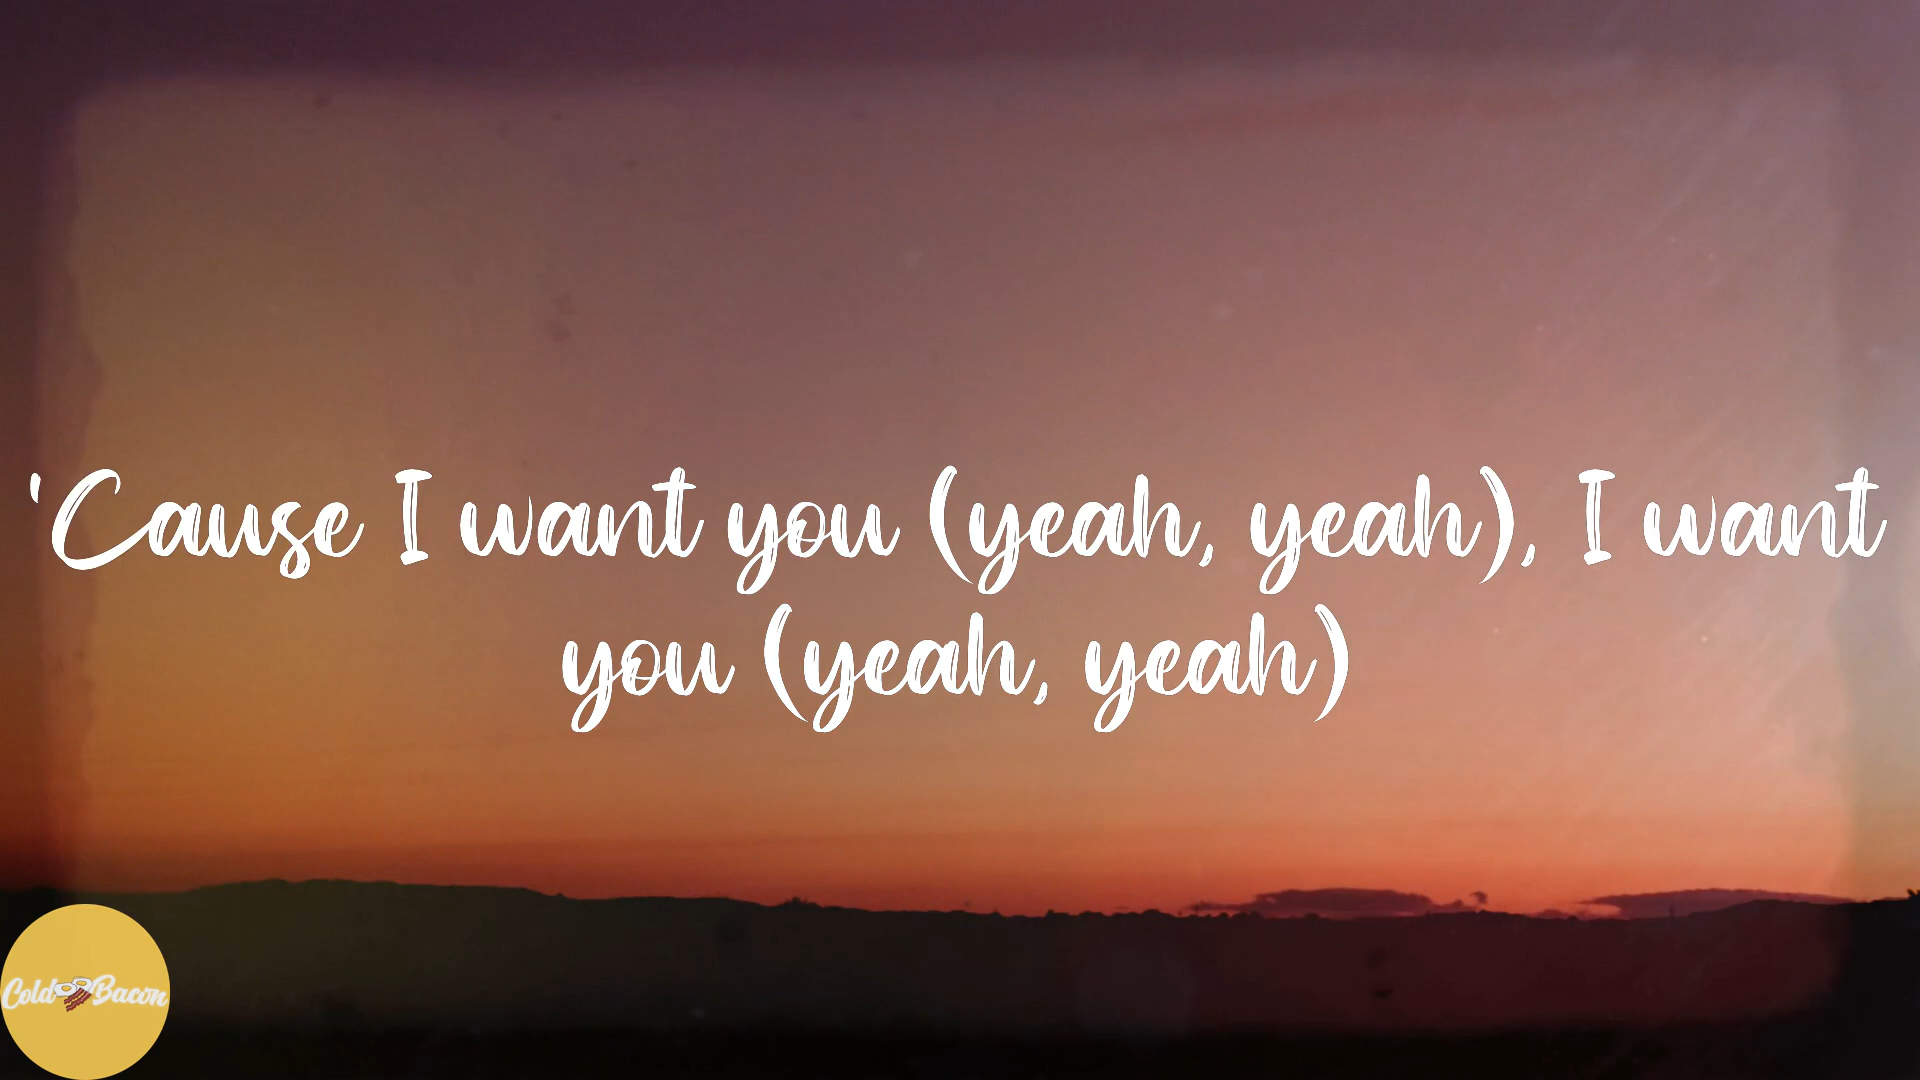 'Cause I want you (yeah, yeah), I want
you (yeah, yeah)
Cold Bacon